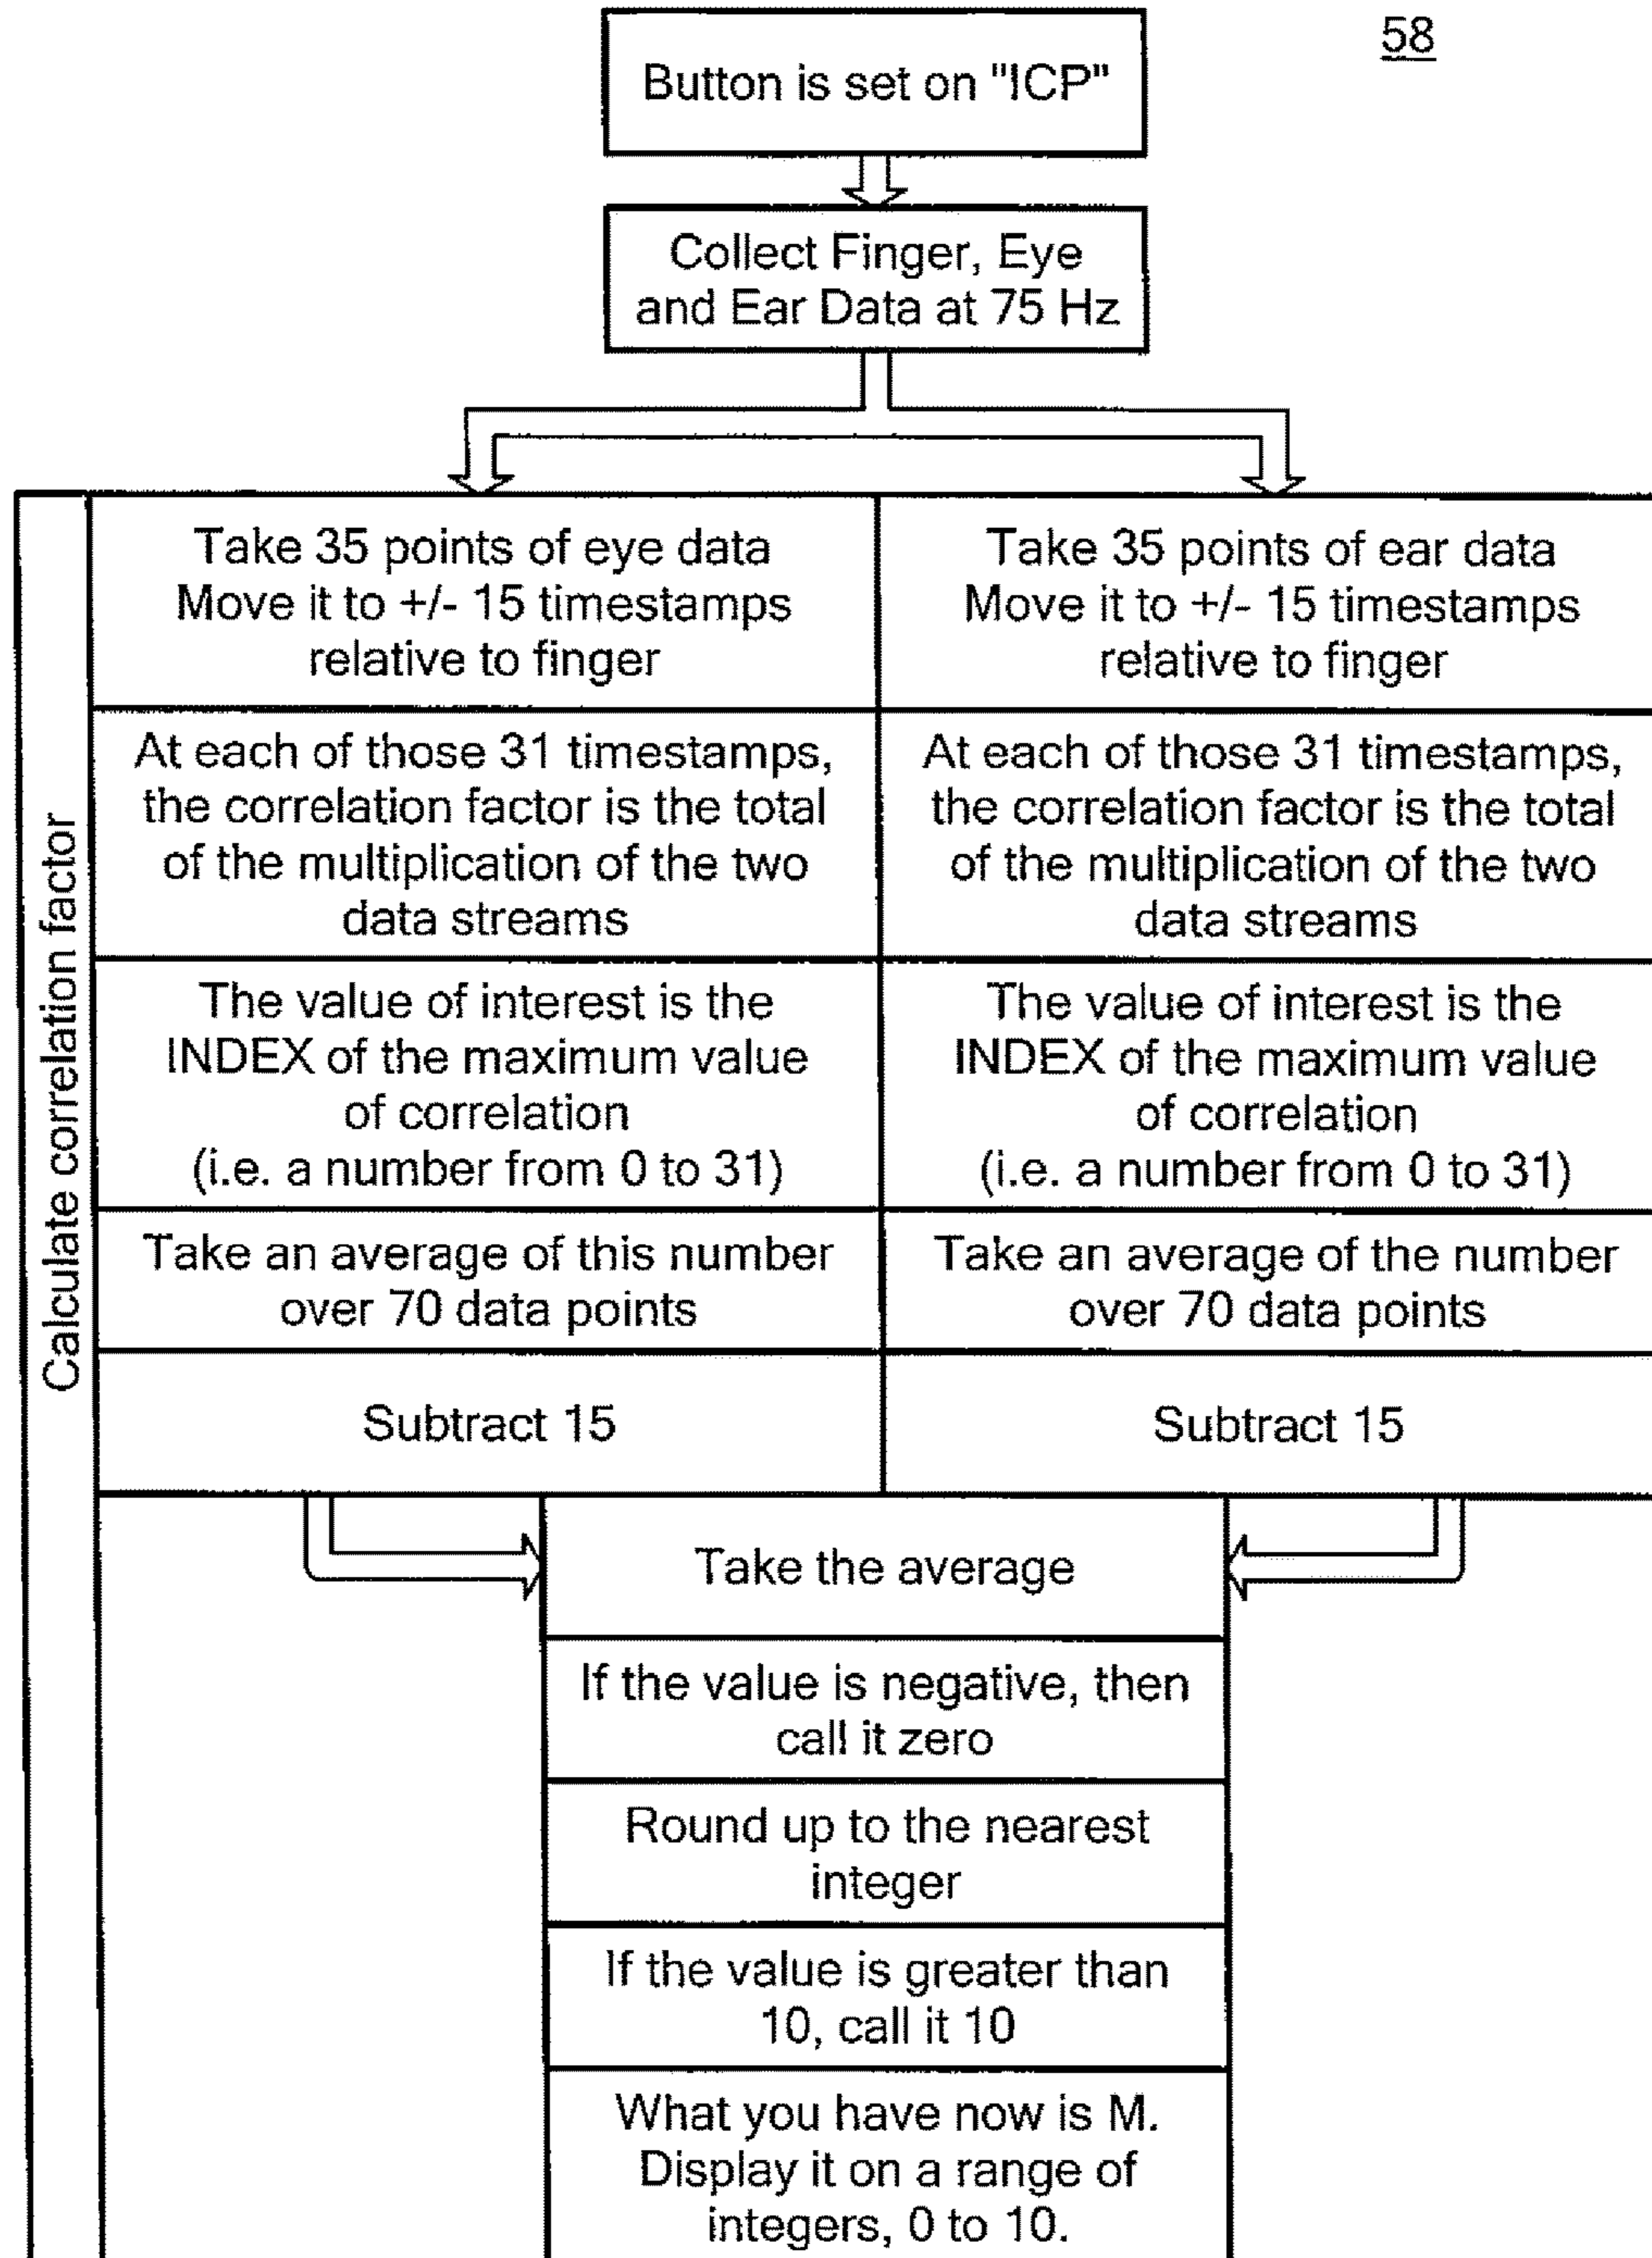 58
Button is set on "ICP"
Collect Finger, Eye
and Ear Data at 75 Hz
Calculate correlation factor
Take 35 points of eye data
Move it to +/- 15 timestamps
relative to finger
Take 35 points of ear data
Move it to +/- 15 timestamps
relative to finger
At each of those 31 timestamps,
the correlation factor is the total
of the multiplication of the two
data streams
At each of those 31 timestamps,
the correlation factor is the total
of the multiplication of the two
data streams
The value of interest is the
INDEX of the maximum value
of correlation
(i.e. a number from 0 to 31)
The value of interest is the
INDEX of the maximum value
of correlation
(i.e. a number from 0 to 31)
Take an average of this number
over 70 data points
Take an average of the number
over 70 data points
Subtract 15
Subtract 15
Take the average
If the value is negative, then
call it zero
Round up to the nearest
integer
If the value is greater than
10, call it 10
What you have now is M.
Display it on a range of
integers, 0 to 10.